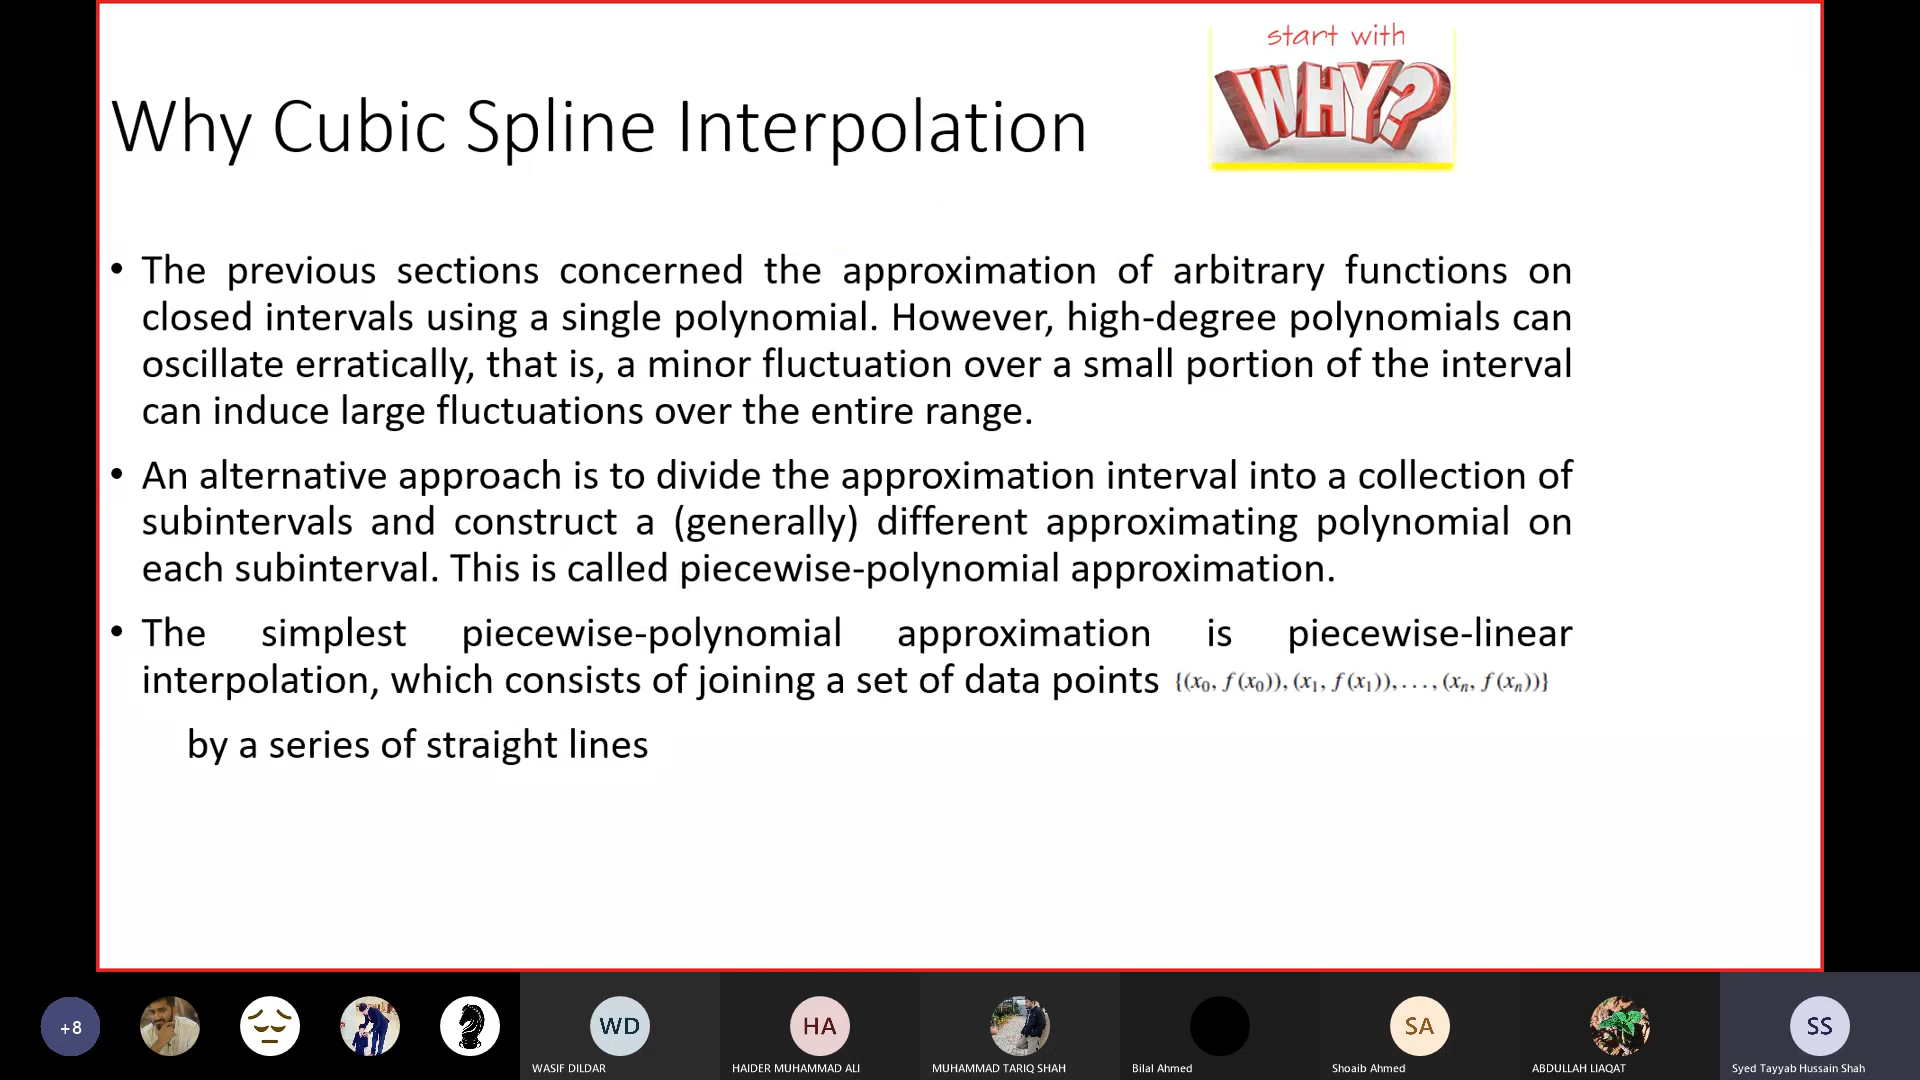 start with
WHY?
Why Cubic Spline Interpolation
• The previous sections concerned the approximation of arbitrary functions on
closed intervals using a single polynomial. However, high-degree polynomials can
oscillate erratically, that is, a minor fluctuation over a small portion of the interval
can induce large fluctuations over the entire range.
• An alternative approach is to divide the approximation interval into a collection of
subintervals and construct a (generally) different approximating polynomial on
each subinterval. This is called piecewise-polynomial approximation.
• The simplest piecewise-polynomial approximation is piecewise-linear
interpolation, which consists of joining a set of data points {(x₀, f(x₀)), (x₁, f(x₁)), . . . , (xₙ, f(xₙ))}
by a series of straight lines
+8
WD
HA
SA
SS
WASIF DILDAR
HAIDER MUHAMMAD ALI
MUHAMMAD TARIQ SHAH
Bilal Ahmed
Shoaib Ahmed
ABDULLAH LIAQAT
Syed Tayyab Hussain Shah